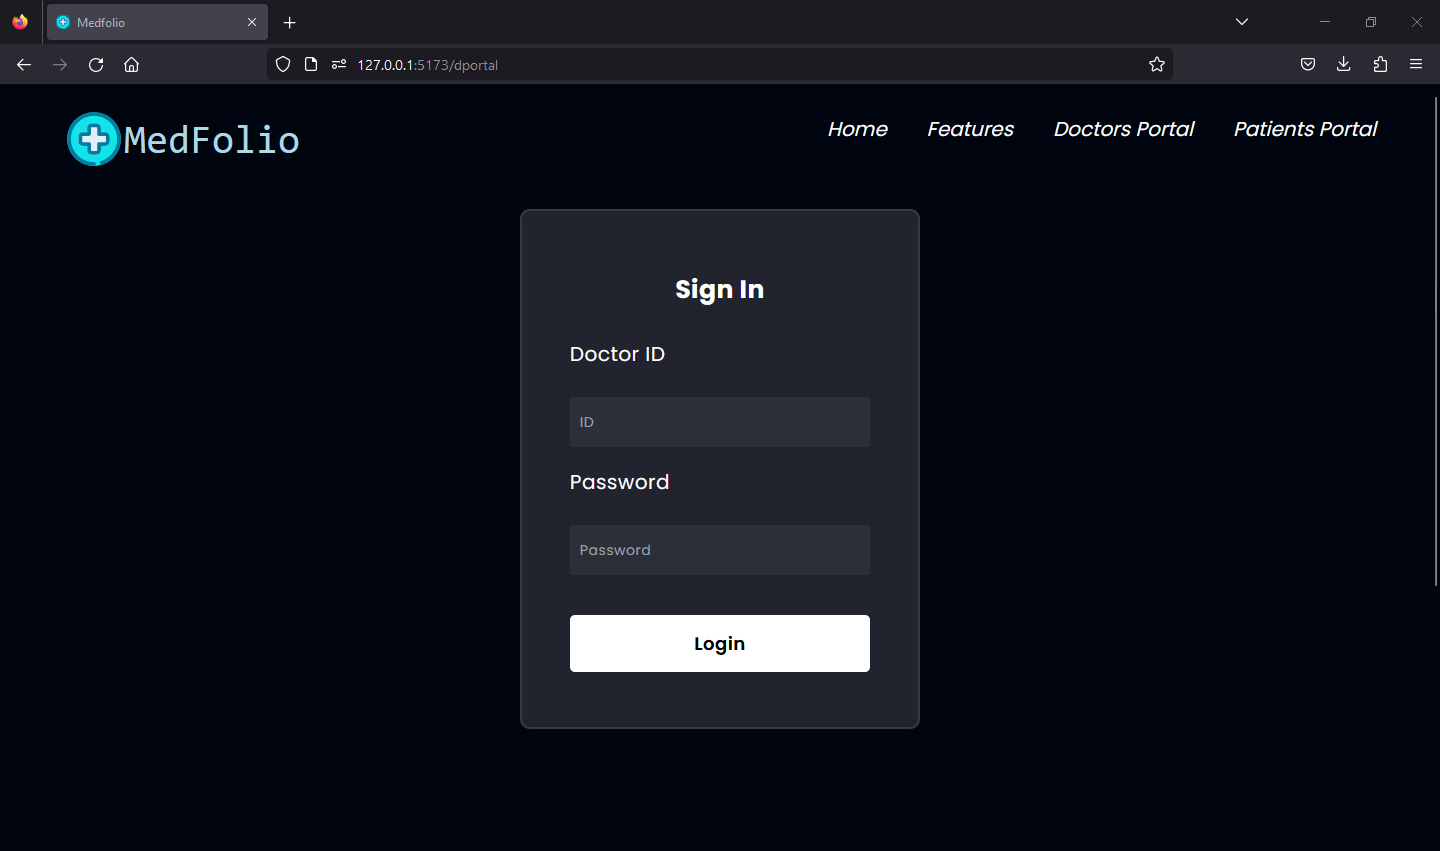 Medfolio
127.0.0.1:5173/dportal
MedFolio
Home Features Doctors Portal Patients Portal
Sign In
Doctor ID
ID
Password
Password
Login